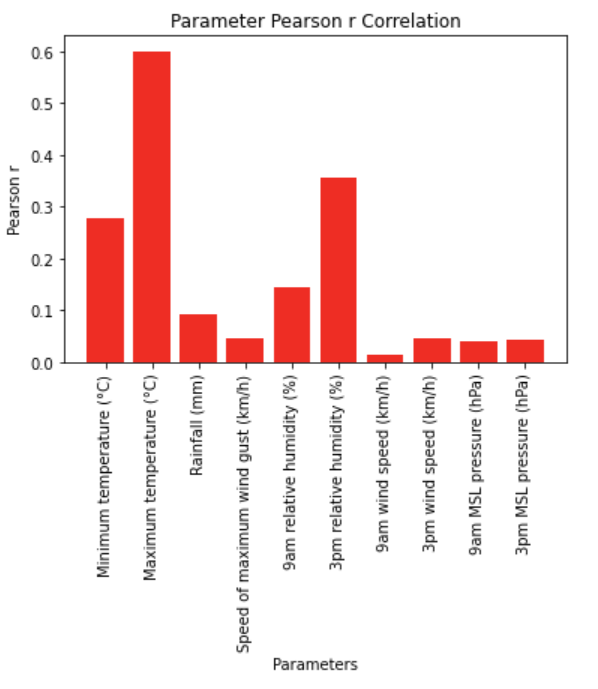 Parameter Pearson r Correlation
Pearson r
0.6
0.5
0.4
0.3
0.2
0.1
0.0
Minimum temperature (°C)
Maximum temperature (°C)
Rainfall (mm)
Speed of maximum wind gust (km/h)
9am relative humidity (%)
3pm relative humidity (%)
9am wind speed (km/h)
3pm wind speed (km/h)
9am MSL pressure (hPa)
3pm MSL pressure (hPa)
Parameters